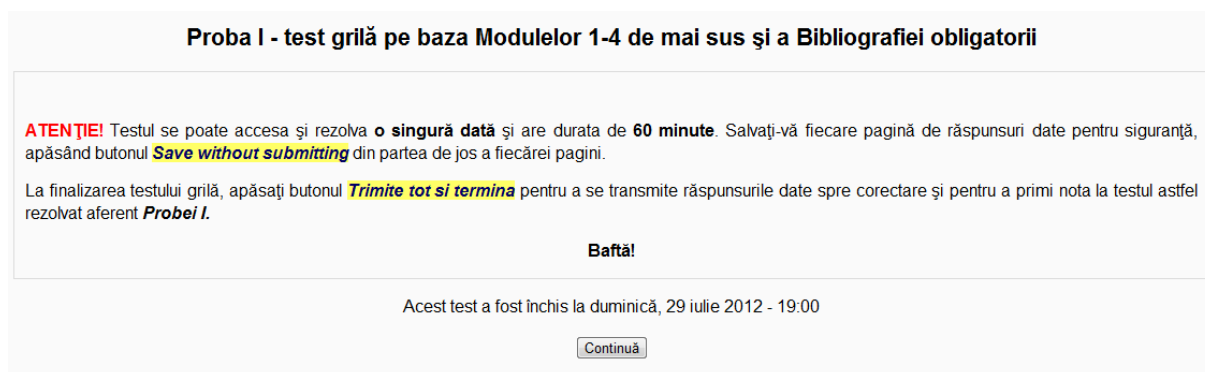 Proba I - test grilă pe baza Modulelor 1-4 de mai sus şi a Bibliografiei obligatorii
ATENŢIE! Testul se poate accesa şi rezolva o singură dată şi are durata de 60 minute. Salvaţi-vă fiecare pagină de răspunsuri date pentru siguranţă,
apăsând butonul Save without submitting din partea de jos a fiecărei pagini.
La finalizarea testului grilă, apăsaţi butonul Trimite tot si termina pentru a se transmite răspunsurile date spre corectare şi pentru a primi nota la testul astfel
rezolvat aferent Probei I.
Baftă!
Acest test a fost închis la duminică, 29 iulie 2012 - 19:00
Continuă